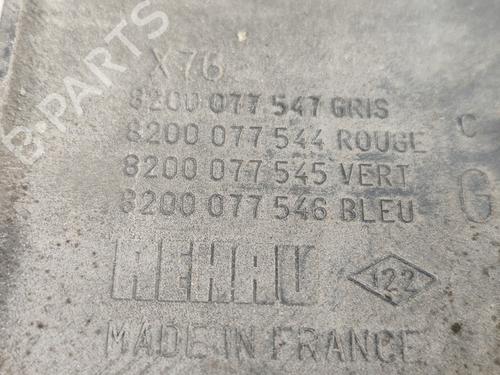 X76
8200 077 547 GRIS
8200 077 544 ROUGE C
8200 077 545 VERT
8200 077 546 BLEU G
REHAU 122
MADE IN FRANCE